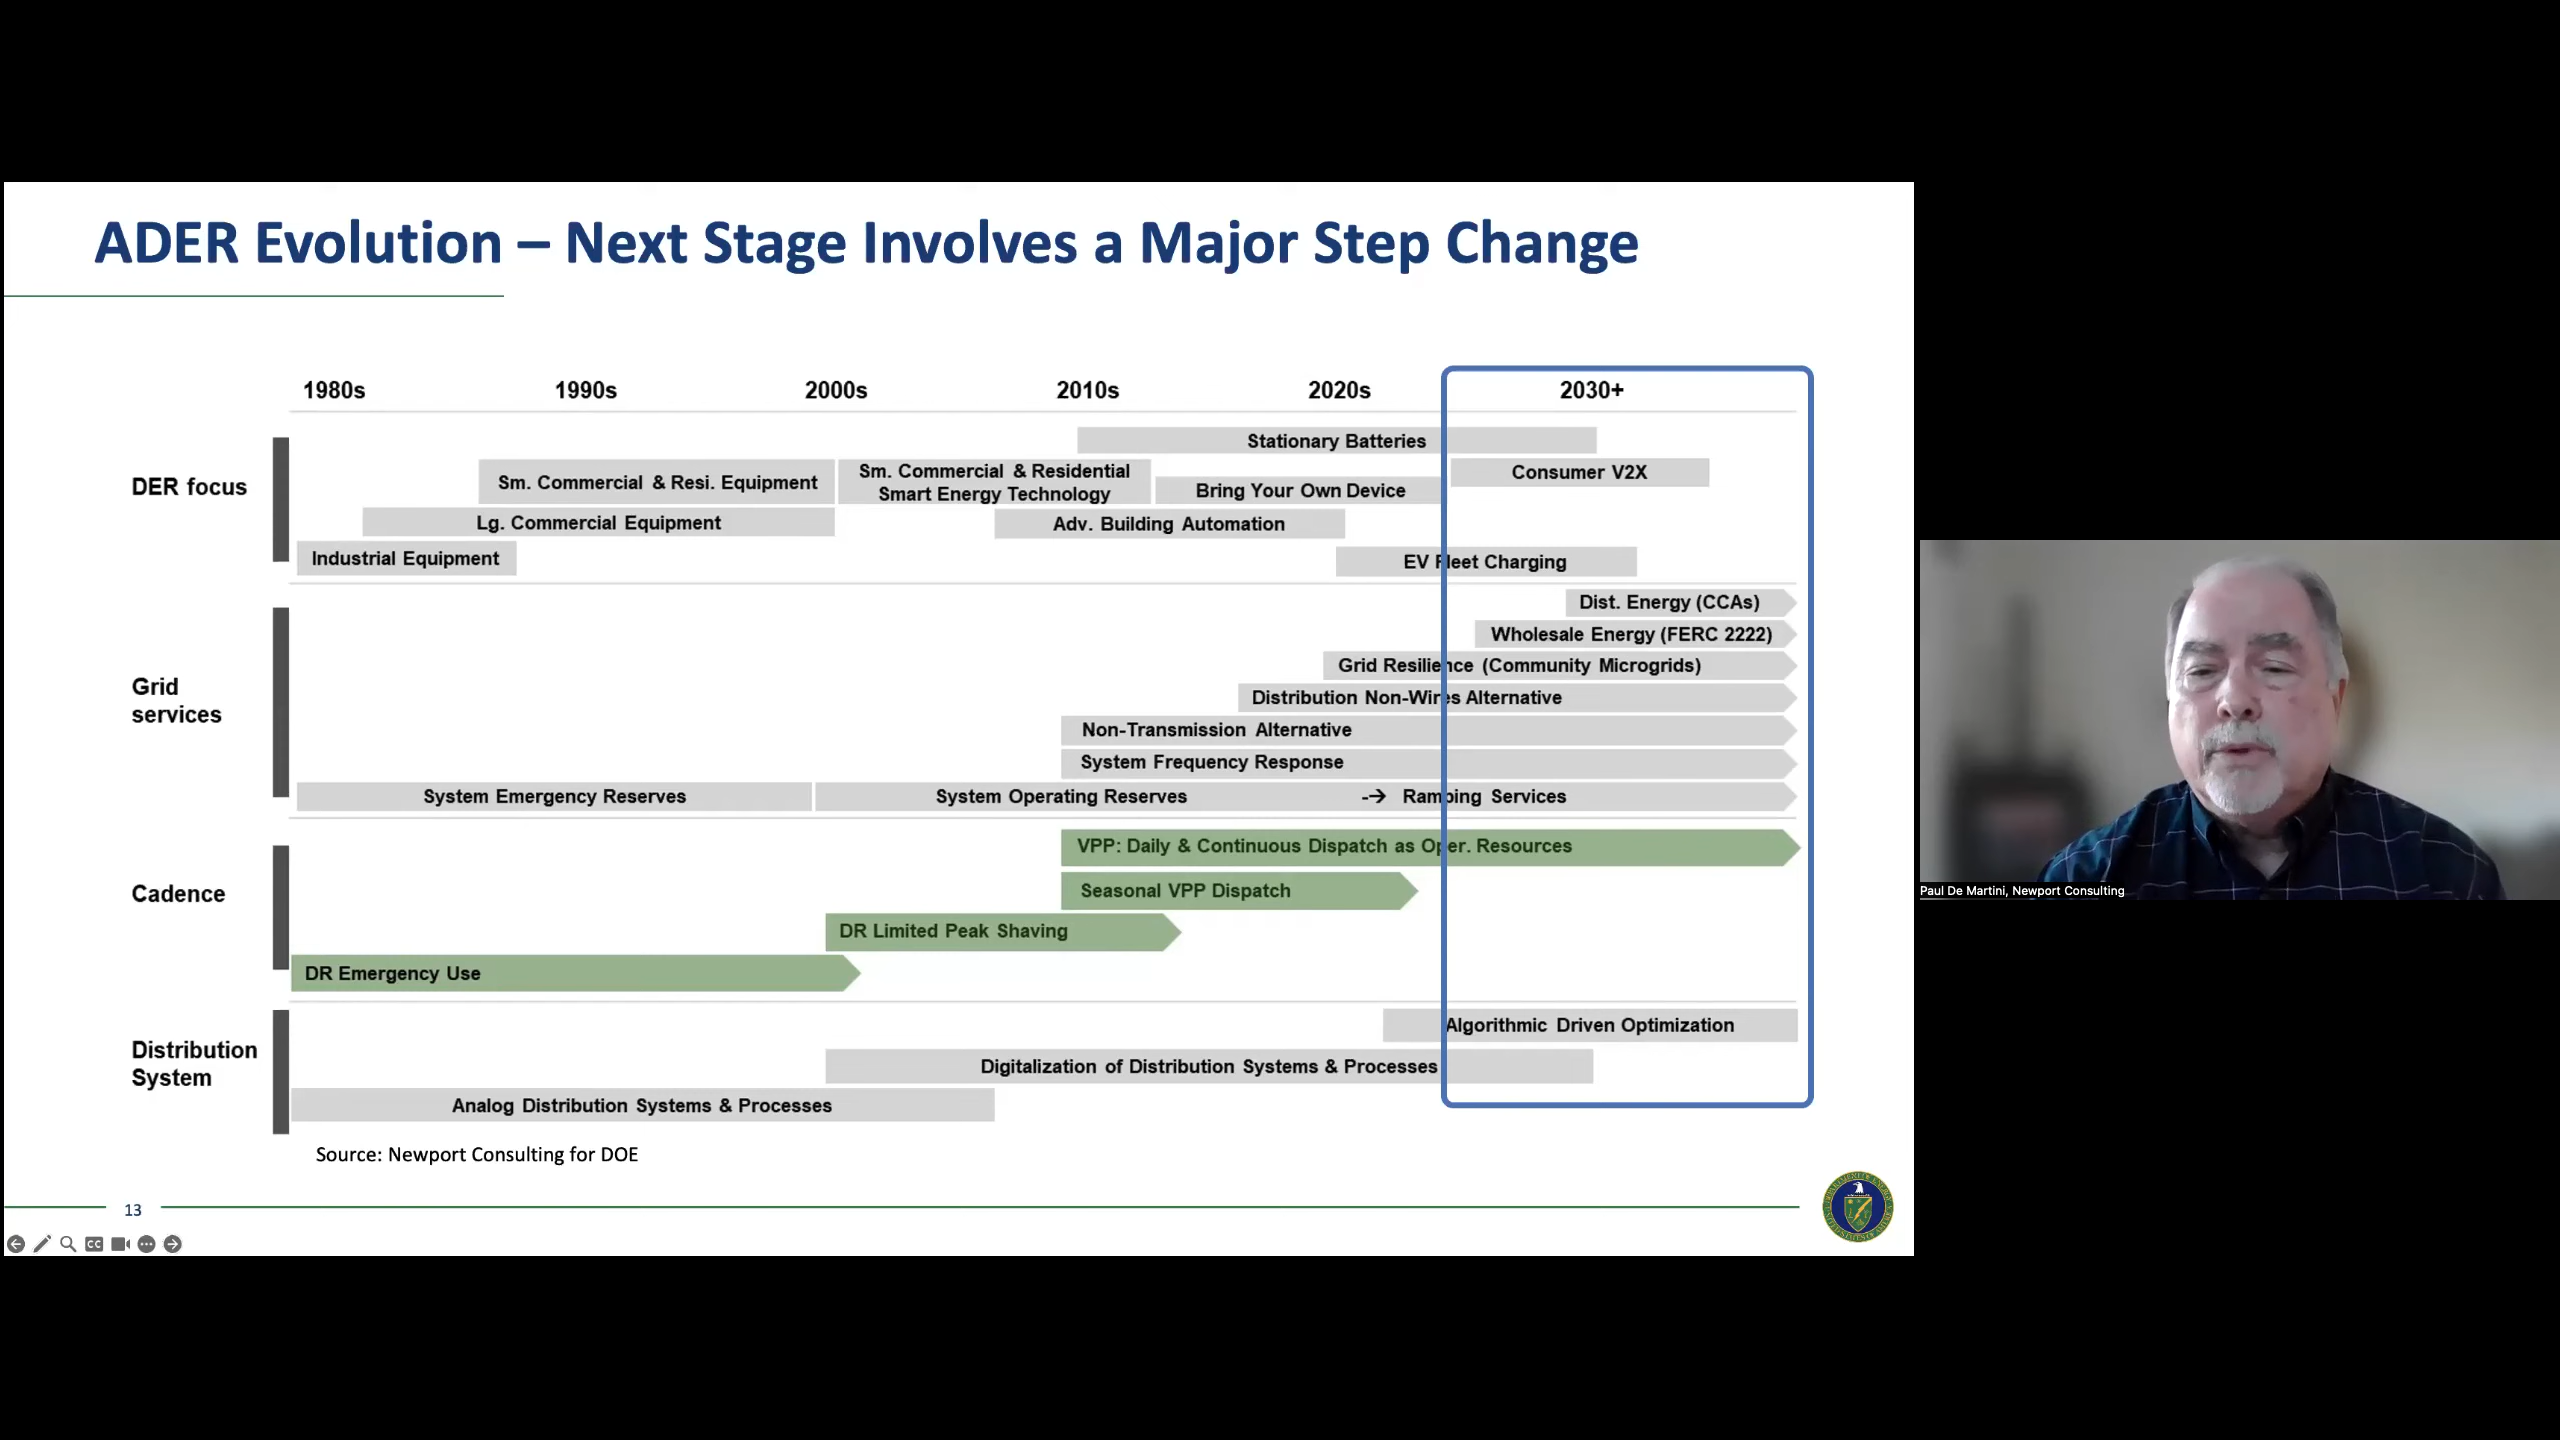 ADER Evolution – Next Stage Involves a Major Step Change
1980s 1990s 2000s 2010s 2020s 2030+
DER focus
Stationary Batteries
Sm. Commercial & Resi. Equipment
Sm. Commercial & Residential
Smart Energy Technology
Bring Your Own Device
Consumer V2X
Lg. Commercial Equipment
Adv. Building Automation
Industrial Equipment
EV Fleet Charging
Grid
services
Dist. Energy (CCAs)
Wholesale Energy (FERC 2222)
Grid Resilience (Community Microgrids)
Distribution Non-Wires Alternative
Non-Transmission Alternative
System Frequency Response
System Emergency Reserves
System Operating Reserves
Ramping Services
Cadence
VPP: Daily & Continuous Dispatch as Oper. Resources
Seasonal VPP Dispatch
DR Limited Peak Shaving
DR Emergency Use
Distribution
System
Algorithmic Driven Optimization
Digitalization of Distribution Systems & Processes
Analog Distribution Systems & Processes
Source: Newport Consulting for DOE
13
CC
Paul De Martini, Newport Consulting